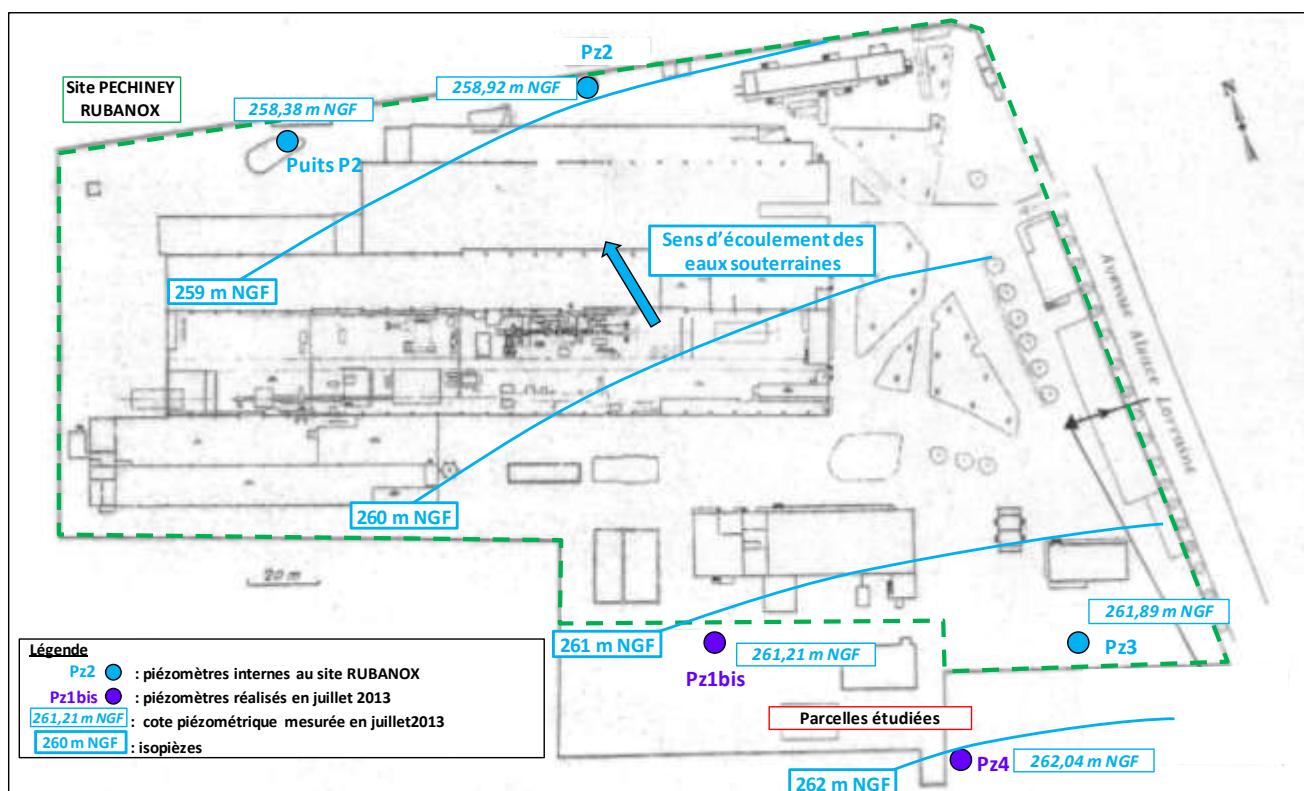 Pz2
Site PECHINEY
RUBANOX
258,92 m NGF
258,38 m NGF
Puits P2
N
Sens d'écoulement des
eaux souterraines
259 m NGF
Avenue Alsace Lorraine
260 m NGF
20 m
261,89 m NGF
261 m NGF
261,21 m NGF
Pz3
Pz1bis
Parcelles étudiées
262 m NGF
Pz4
262,04 m NGF
Légende
Pz2 : piézomètres internes au site RUBANOX
Pz1bis : piézomètres réalisés en juillet 2013
261,21 m NGF : cote piézométrique mesurée en juillet2013
260 m NGF : isopièzes